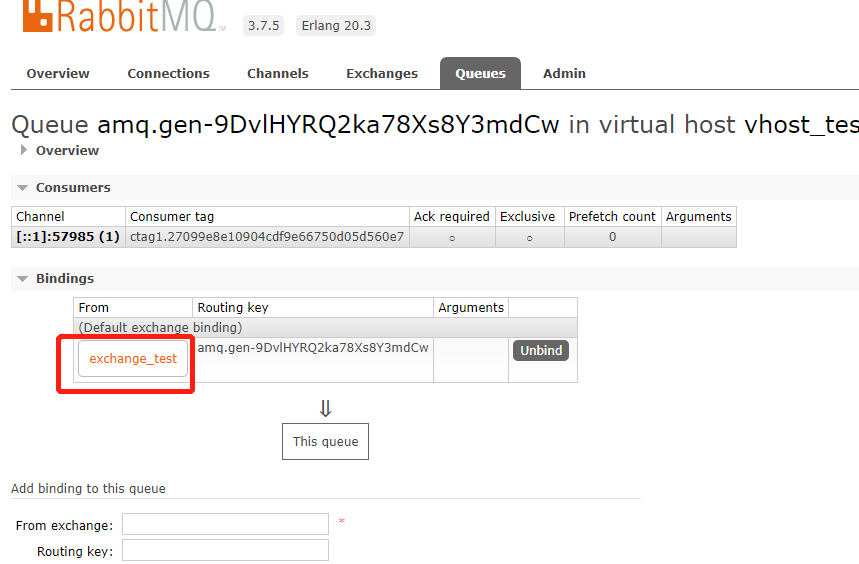 RabbitMQ TM 3.7.5 Erlang 20.3
Overview Connections Channels Exchanges Queues Admin
Queue amq.gen-9DvlHYRQ2ka78Xs8Y3mdCw in virtual host vhost_tes
Overview
Consumers
Channel Consumer tag Ack required Exclusive Prefetch count Arguments
[::1]:57985 (1) ctag1.27099e8e10904cdf9e66750d05d560e7 ○ ○ 0
Bindings
From Routing key Arguments
(Default exchange binding)
exchange_test amq.gen-9DvlHYRQ2ka78Xs8Y3mdCw Unbind
⇓
This queue
Add binding to this queue
From exchange: *
Routing key: